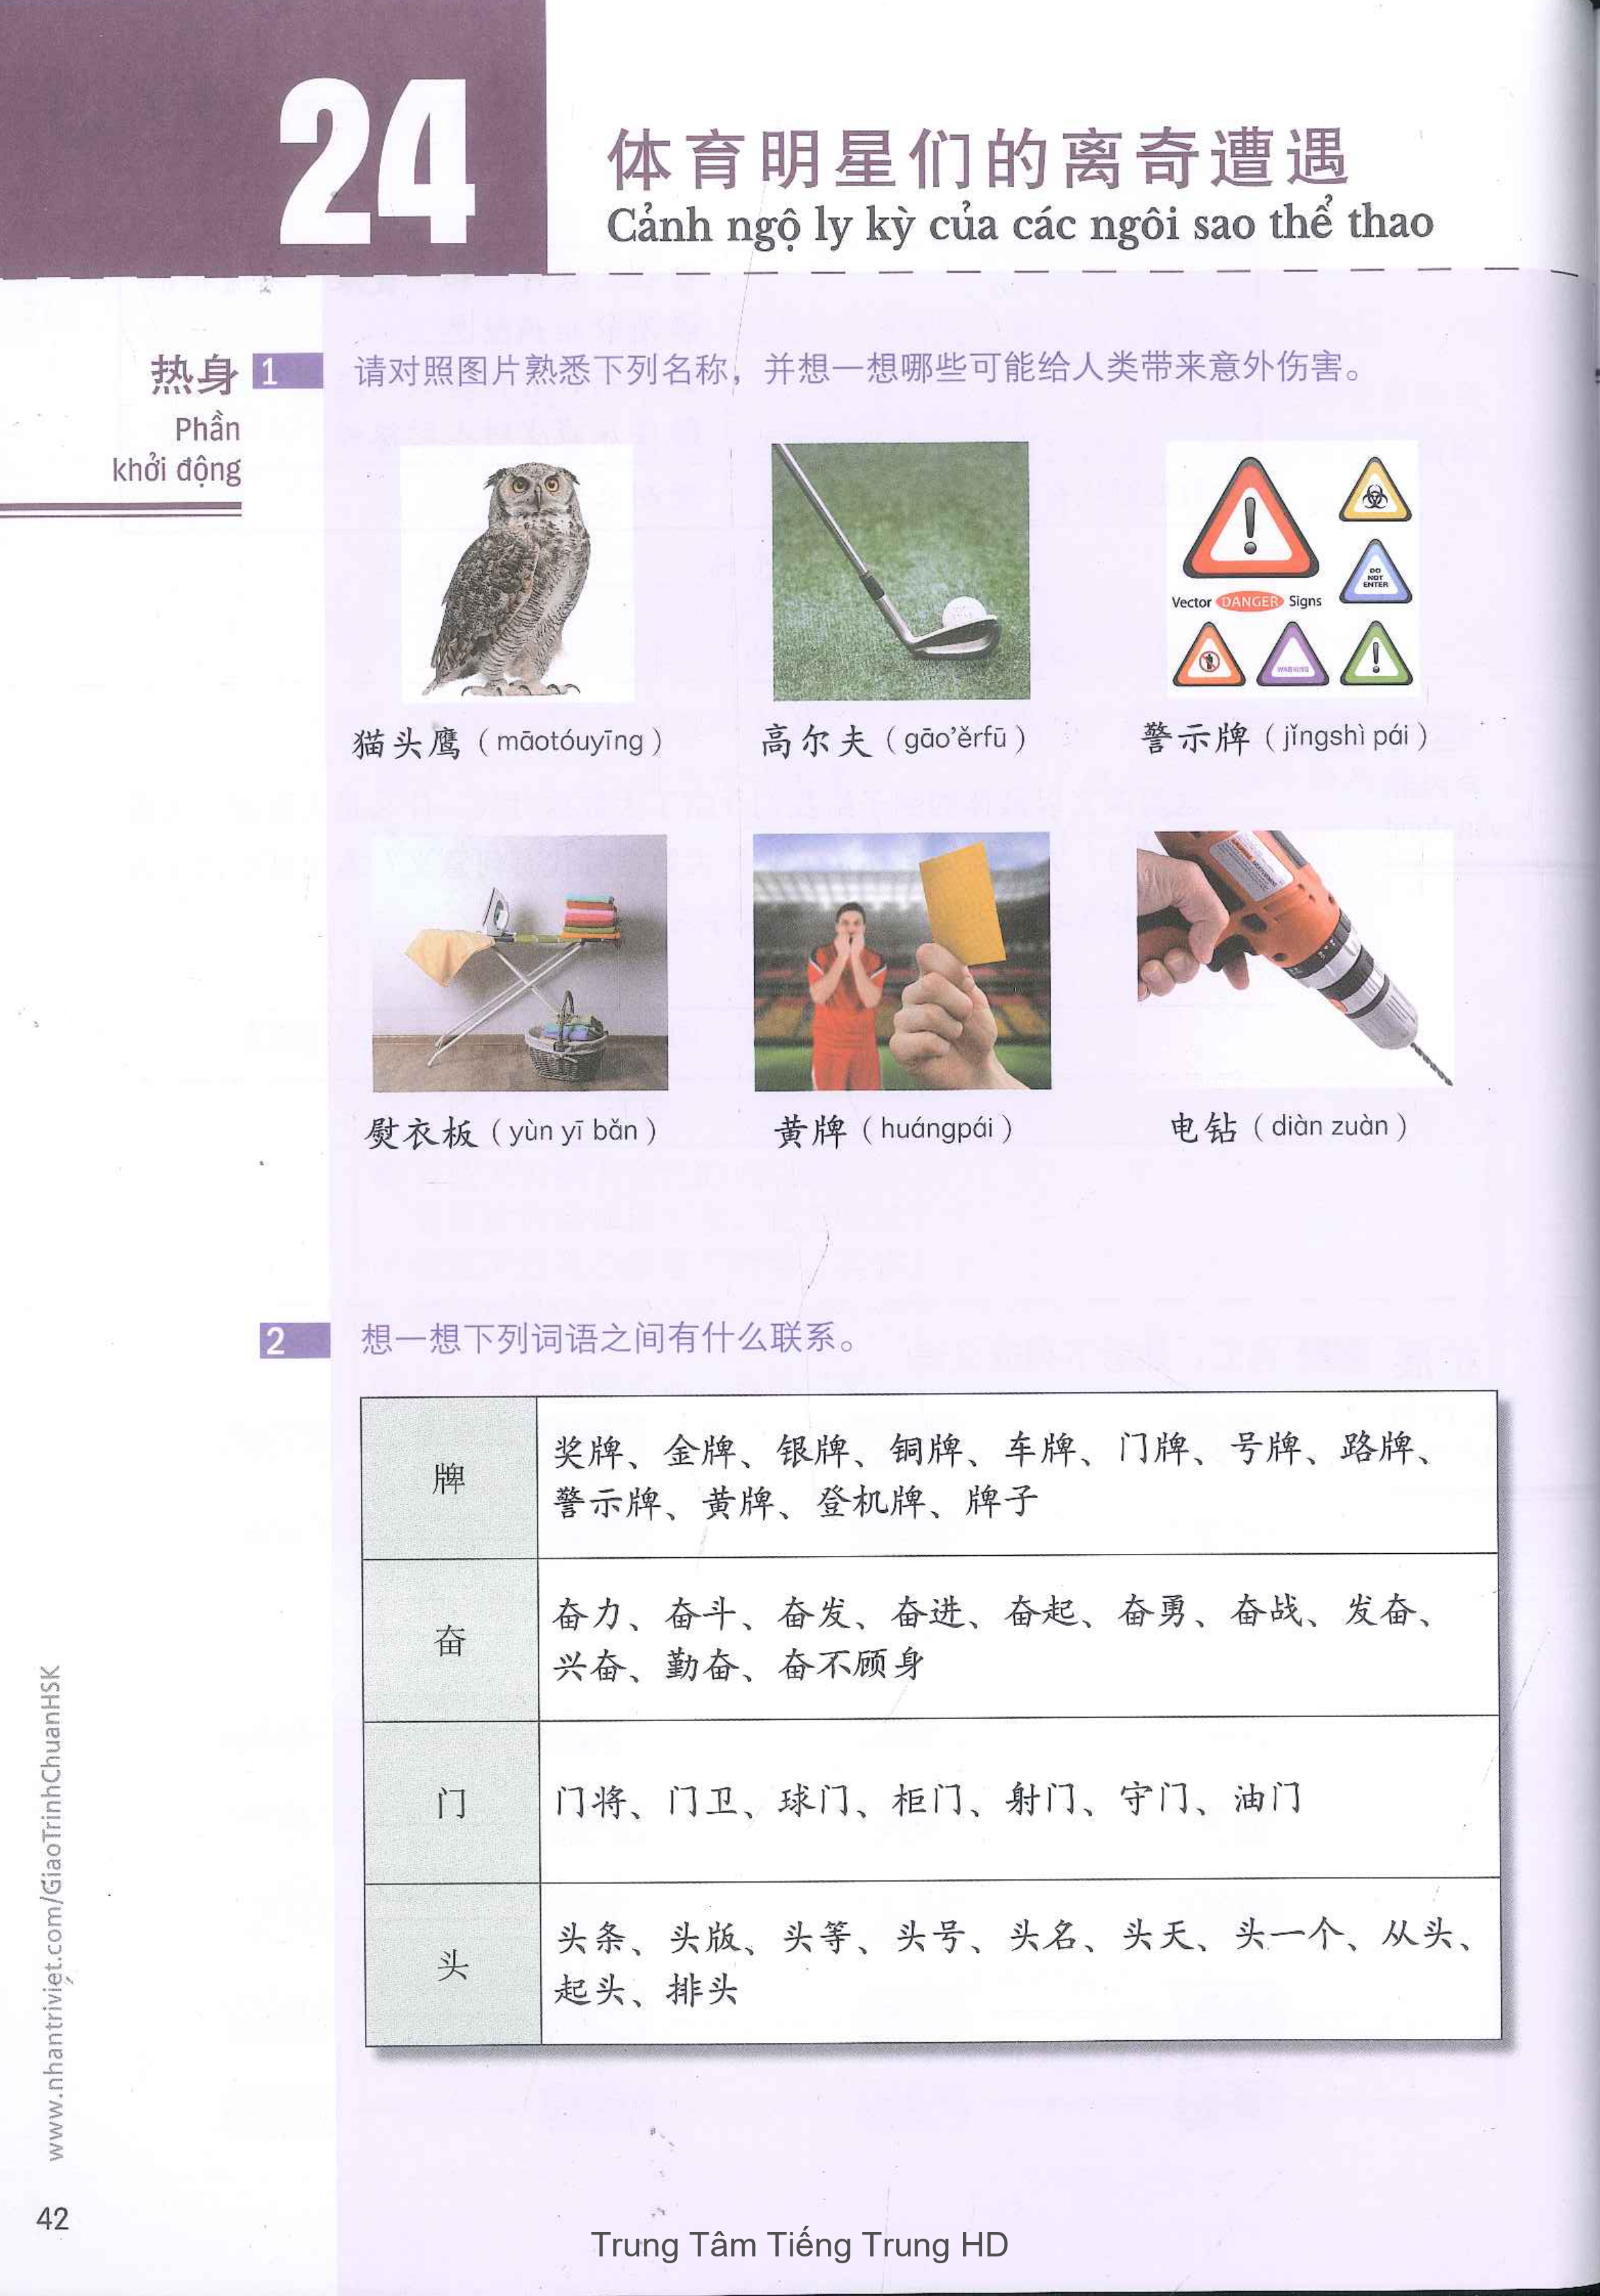 24
体育明星们的离奇遭遇
Cảnh ngộ ly kỳ của các ngôi sao thể thao
热身
Phần
khởi động
1
请对照图片熟悉下列名称，并想一想哪些可能给人类带来意外伤害。
DO
NOT
ENTER
Vector DANGER Signs
WARNING
猫头鹰（māotóuyīng）
高尔夫（gāo’ěrfū）
警示牌（jǐngshì pái）
熨衣板（yùn yī bǎn）
黄牌（huángpái）
电钻（diàn zuàn）
2
想一想下列词语之间有什么联系。
牌
奖牌、金牌、银牌、铜牌、车牌、门牌、号牌、路牌、
警示牌、黄牌、登机牌、牌子
奋
奋力、奋斗、奋发、奋进、奋起、奋勇、奋战、发奋、
兴奋、勤奋、奋不顾身
门
门将、门卫、球门、柜门、射门、守门、油门
头
头条、头版、头等、头号、头名、头天、头一个、从头、
起头、排头
www.nhantriviet.com/GiaoTrinhChuanHSK
42
Trung Tâm Tiếng Trung HD